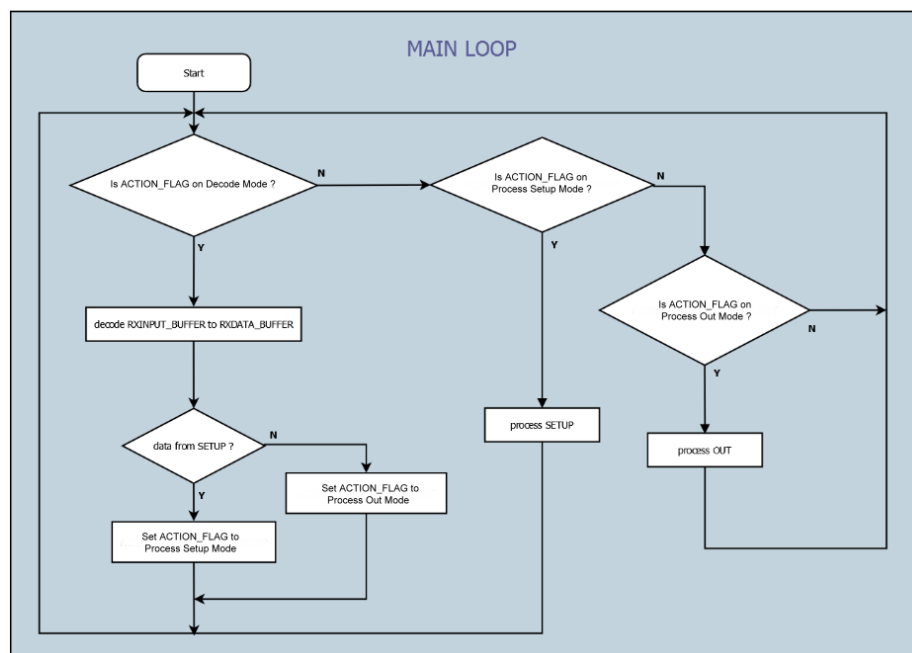 MAIN LOOP
Start
Is ACTION_FLAG on Decode Mode ?
N
Y
Is ACTION_FLAG on
Process Setup Mode ?
N
Y
Is ACTION_FLAG on
Process Out Mode ?
N
Y
decode RXINPUT_BUFFER to RXDATA_BUFFER
process SETUP
process OUT
data from SETUP ?
N
Y
Set ACTION_FLAG to
Process Out Mode
Set ACTION_FLAG to
Process Setup Mode